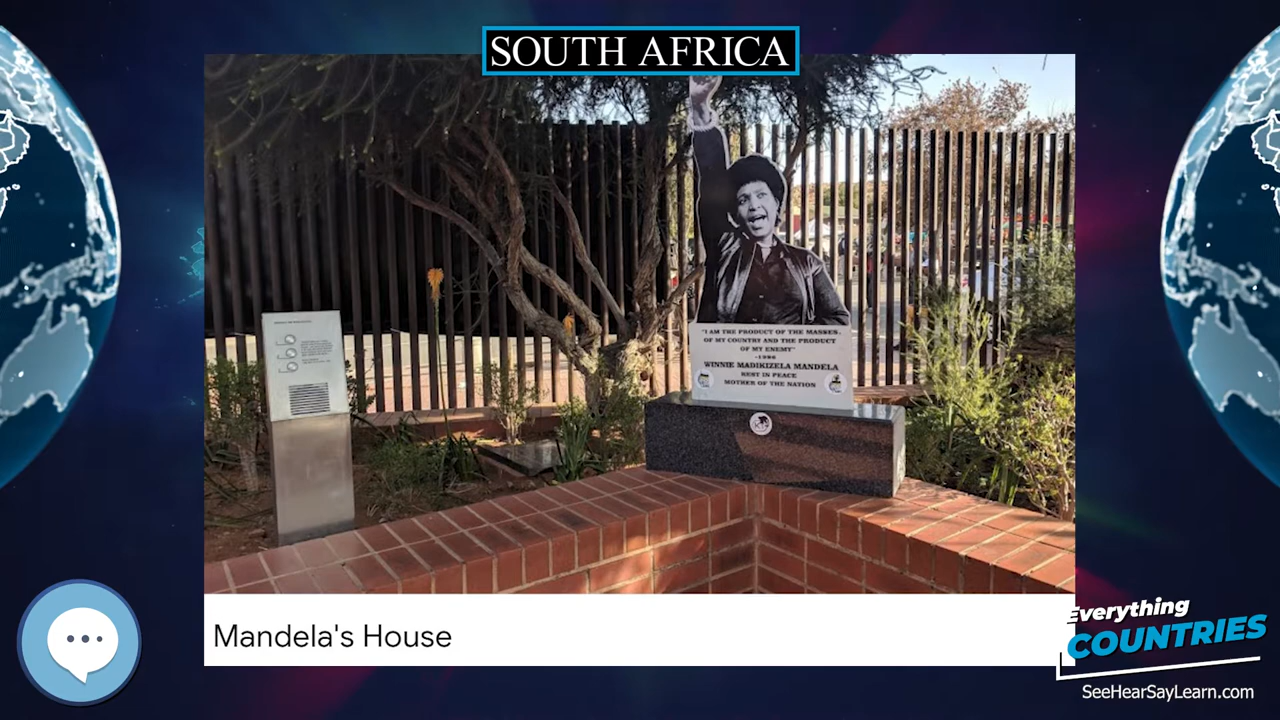 SOUTH AFRICA
"I AM THE PRODUCT OF THE MASSES.
OF MY COUNTRY AND THE PRODUCT
OF MY ENEMY"
-1996
WINNIE MADIKIZELA MANDELA
REST IN PEACE
MOTHER OF THE NATION
Mandela's House
Everything
COUNTRIES
SeeHearSayLearn.com